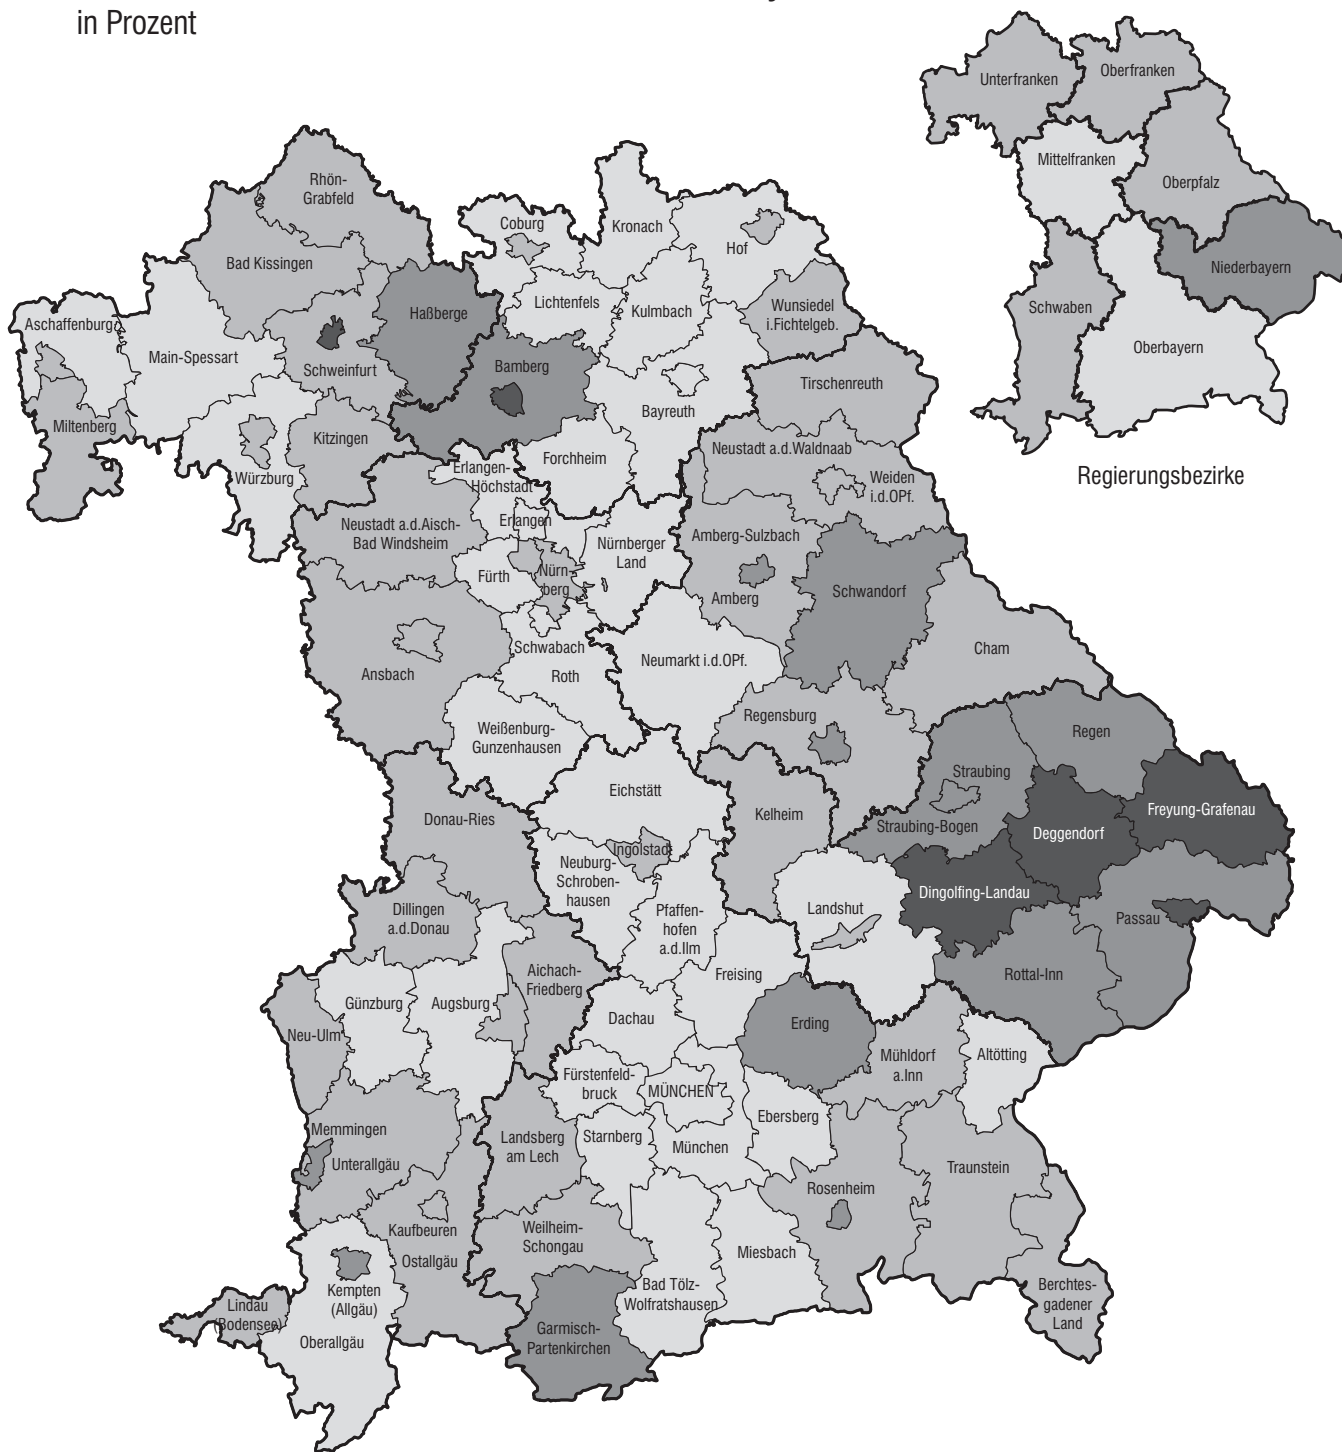 in Prozent
Unterfranken
Oberfranken
Mittelfranken
Oberpfalz
Niederbayern
Schwaben
Oberbayern
Regierungsbezirke
Rhön-
Grabfeld
Coburg
Kronach
Hof
Bad Kissingen
Lichtenfels
Kulmbach
Wunsiedel
i.Fichtelgeb.
Haßberge
Aschaffenburg
Main-Spessart
Schweinfurt
Bamberg
Tirschenreuth
Bayreuth
Miltenberg
Kitzingen
Neustadt a.d.Waldnaab
Forchheim
Erlangen-
Höchstadt
Würzburg
Weiden
i.d.OPf.
Neustadt a.d.Aisch-
Bad Windsheim
Erlangen
Nürnberger
Land
Amberg-Sulzbach
Fürth
Nürn-
berg
Amberg
Schwandorf
Schwabach
Roth
Neumarkt i.d.OPf.
Cham
Ansbach
Regensburg
Weißenburg-
Gunzenhausen
Regen
Straubing
Eichstätt
Kelheim
Freyung-Grafenau
Donau-Ries
Straubing-Bogen
Deggendorf
Ingolstadt
Neuburg-
Schroben-
hausen
Dingolfing-Landau
Dillingen
a.d.Donau
Pfaffen-
hofen
a.d.Ilm
Landshut
Passau
Aichach-
Friedberg
Freising
Rottal-Inn
Günzburg
Augsburg
Dachau
Erding
Neu-Ulm
Mühldorf
a.Inn
Altötting
Fürstenfeld-
bruck
MÜNCHEN
Ebersberg
Memmingen
Landsberg
am Lech
Starnberg
München
Unterallgäu
Traunstein
Rosenheim
Kaufbeuren
Weilheim-
Schongau
Miesbach
Ostallgäu
Bad Tölz-
Wolfratshausen
Kempten
(Allgäu)
Berchtes-
gadener
Land
Lindau
(Bodensee)
Oberallgäu
Garmisch-
Partenkirchen